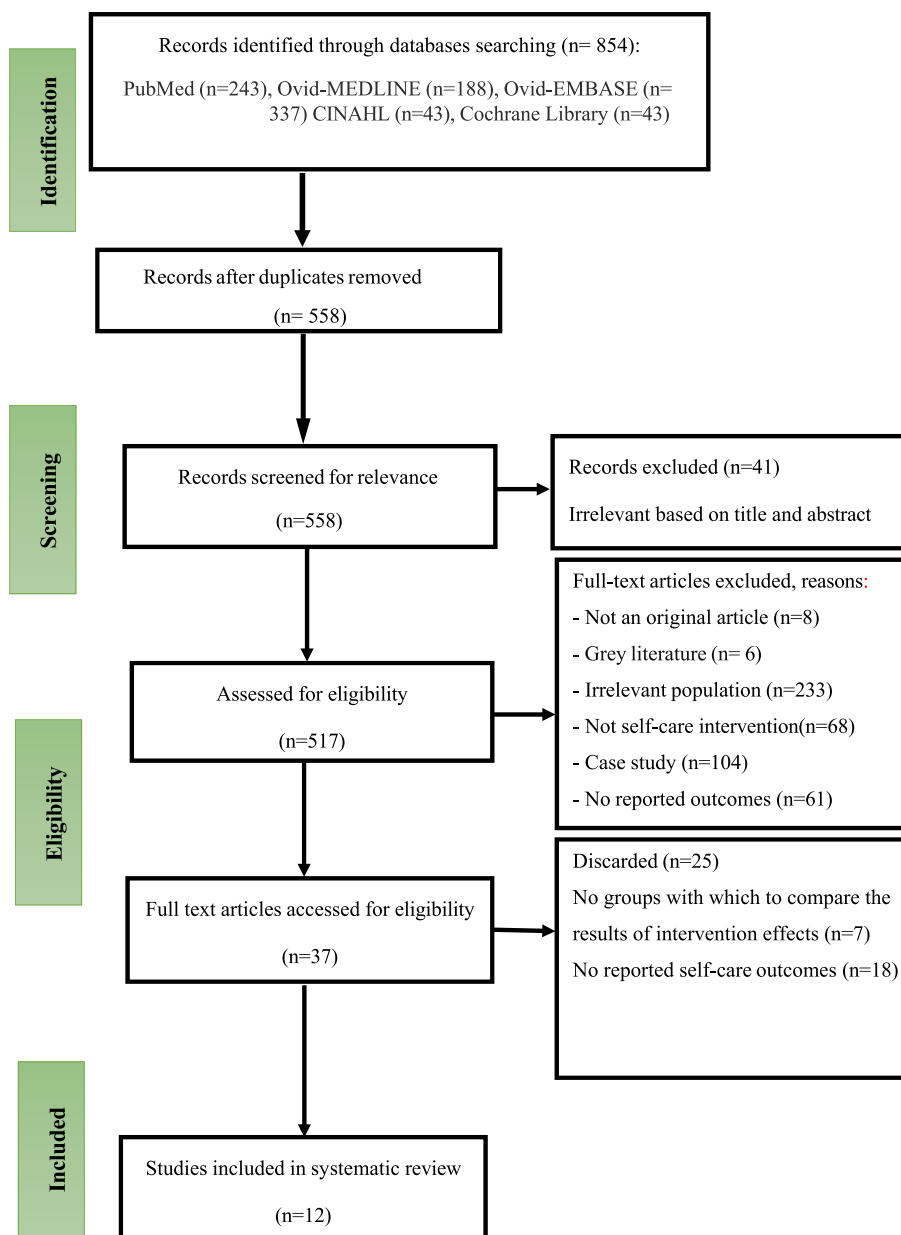 Identification
Records identified through databases searching (n= 854):
PubMed (n=243), Ovid-MEDLINE (n=188), Ovid-EMBASE (n=
337) CINAHL (n=43), Cochrane Library (n=43)
Records after duplicates removed
(n= 558)
Screening
Records screened for relevance
(n=558)
Records excluded (n=41)
Irrelevant based on title and abstract
Eligibility
Assessed for eligibility
(n=517)
Full-text articles excluded, reasons:
- Not an original article (n=8)
- Grey literature (n= 6)
- Irrelevant population (n=233)
- Not self-care intervention(n=68)
- Case study (n=104)
- No reported outcomes (n=61)
Full text articles accessed for eligibility
(n=37)
Discarded (n=25)
No groups with which to compare the
results of intervention effects (n=7)
No reported self-care outcomes (n=18)
Included
Studies included in systematic review
(n=12)